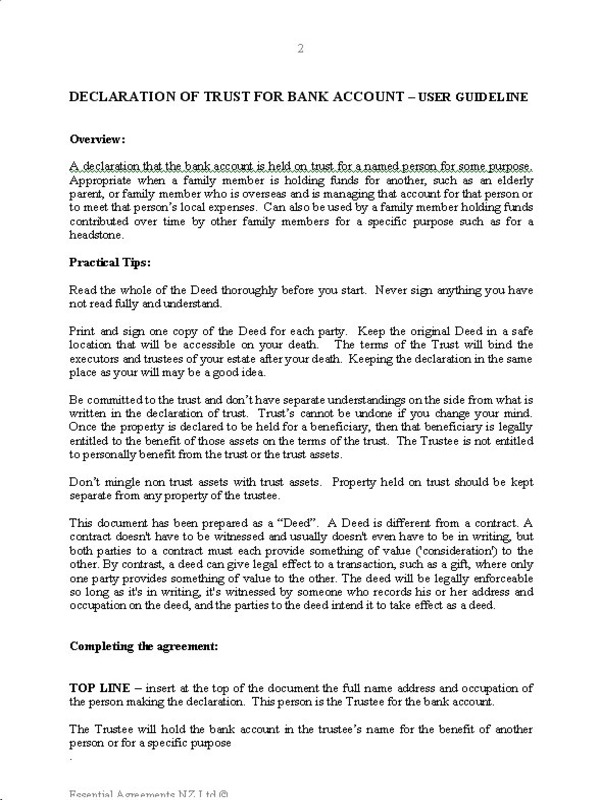 2
DECLARATION OF TRUST FOR BANK ACCOUNT – USER GUIDELINE
Overview:
A declaration that the bank account is held on trust for a named person for some purpose.
Appropriate when a family member is holding funds for another, such as an elderly
parent, or family member who is overseas and is managing that account for that person or
to meet that person's local expenses. Can also be used by a family member holding funds
contributed over time by other family members for a specific purpose such as for a
headstone.
Practical Tips:
Read the whole of the Deed thoroughly before you start. Never sign anything you have
not read fully and understand.
Print and sign one copy of the Deed for each party. Keep the original Deed in a safe
location that will be accessible on your death. The terms of the Trust will bind the
executors and trustees of your estate after your death. Keeping the declaration in the same
place as your will may be a good idea.
Be committed to the trust and don't have separate understandings on the side from what is
written in the declaration of trust. Trust's cannot be undone if you change your mind.
Once the property is declared to be held for a beneficiary, then that beneficiary is legally
entitled to the benefit of those assets on the terms of the trust. The Trustee is not entitled
to personally benefit from the trust or the trust assets.
Don't mingle non trust assets with trust assets. Property held on trust should be kept
separate from any property of the trustee.
This document has been prepared as a "Deed". A Deed is different from a contract. A
contract doesn't have to be witnessed and usually doesn't even have to be in writing, but
both parties to a contract must each provide something of value ('consideration') to the
other. By contrast, a deed can give legal effect to a transaction, such as a gift, where only
one party provides something of value to the other. The deed will be legally enforceable
so long as it's in writing, it's witnessed by someone who records his or her address and
occupation on the deed, and the parties to the deed intend it to take effect as a deed.
Completing the agreement:
TOP LINE – insert at the top of the document the full name address and occupation of
the person making the declaration. This person is the Trustee for the bank account.
The Trustee will hold the bank account in the trustee's name for the benefit of another
person or for a specific purpose
.
Essential Agreements NZ Ltd ©